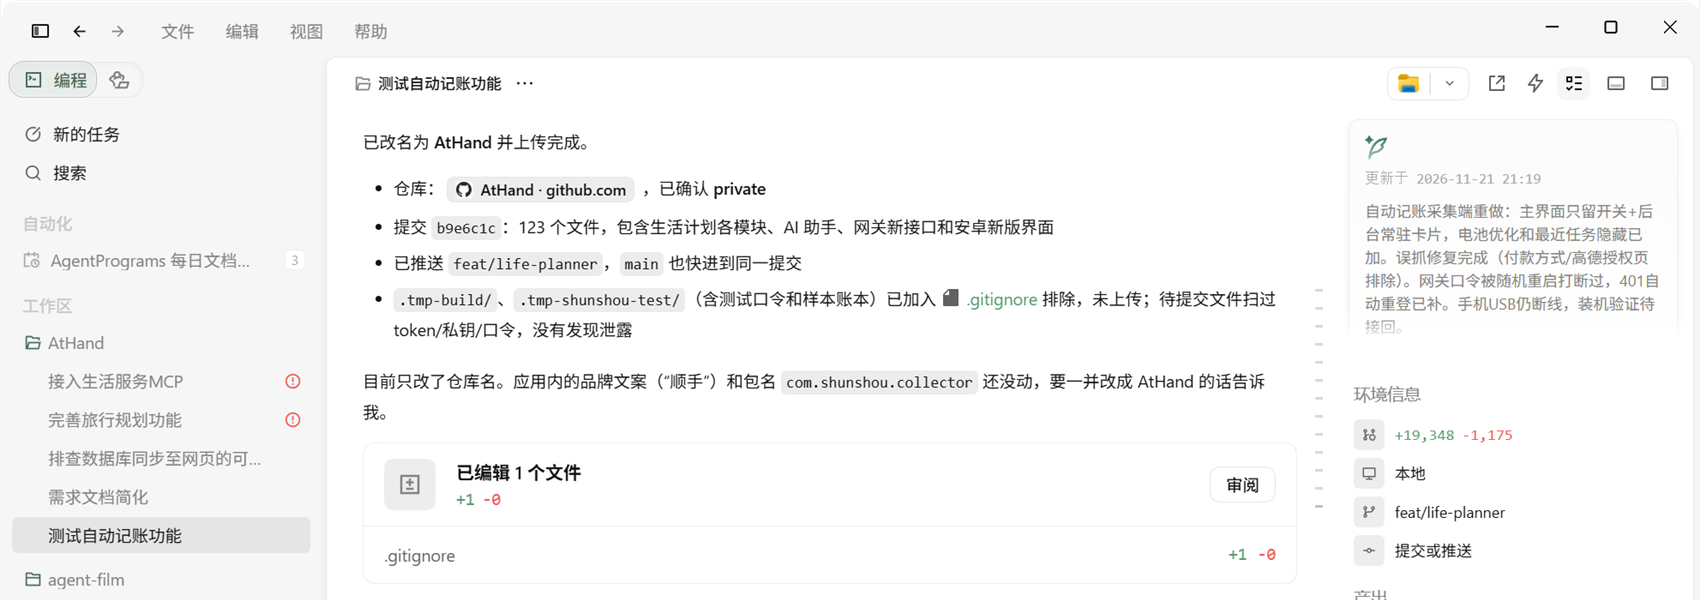 文件 编辑 视图 帮助
编程
新的任务
搜索
自动化
AgentPrograms 每日文档... 3
工作区
AtHand
接入生活服务MCP
完善旅行规划功能
排查数据库同步至网页的可...
需求文档简化
测试自动记账功能
agent-film
测试自动记账功能 ···
已改名为 AtHand 并上传完成。
• 仓库： AtHand · github.com ，已确认 private
• 提交 b9e6c1c：123 个文件，包含生活计划各模块、AI 助手、网关新接口和安卓新版界面
• 已推送 feat/life-planner，main 也快进到同一提交
• .tmp-build/、.tmp-shunshou-test/（含测试口令和样本账本）已加入 .gitignore 排除，未上传；待提交文件扫过
token/私钥/口令，没有发现泄露
目前只改了仓库名。应用内的品牌文案（“顺手”）和包名 com.shunshou.collector 还没动，要一并改成 AtHand 的话告诉
我。
已编辑 1 个文件
+1 -0
审阅
.gitignore +1 -0
更新于 2026-11-21 21:19
自动记账采集端重做：主界面只留开关+后
台常驻卡片，电池优化和最近任务隐藏已
加。误抓修复完成（付款方式/高德授权页
排除）。网关口令被随机重启打断过，401自
动重登已补。手机USB仍断线，装机验证待
接回。
环境信息
+19,348 -1,175
本地
feat/life-planner
提交或推送
产出